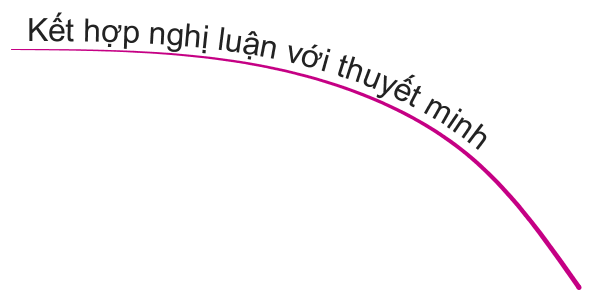 Kết hợp nghị luận với thuyết minh